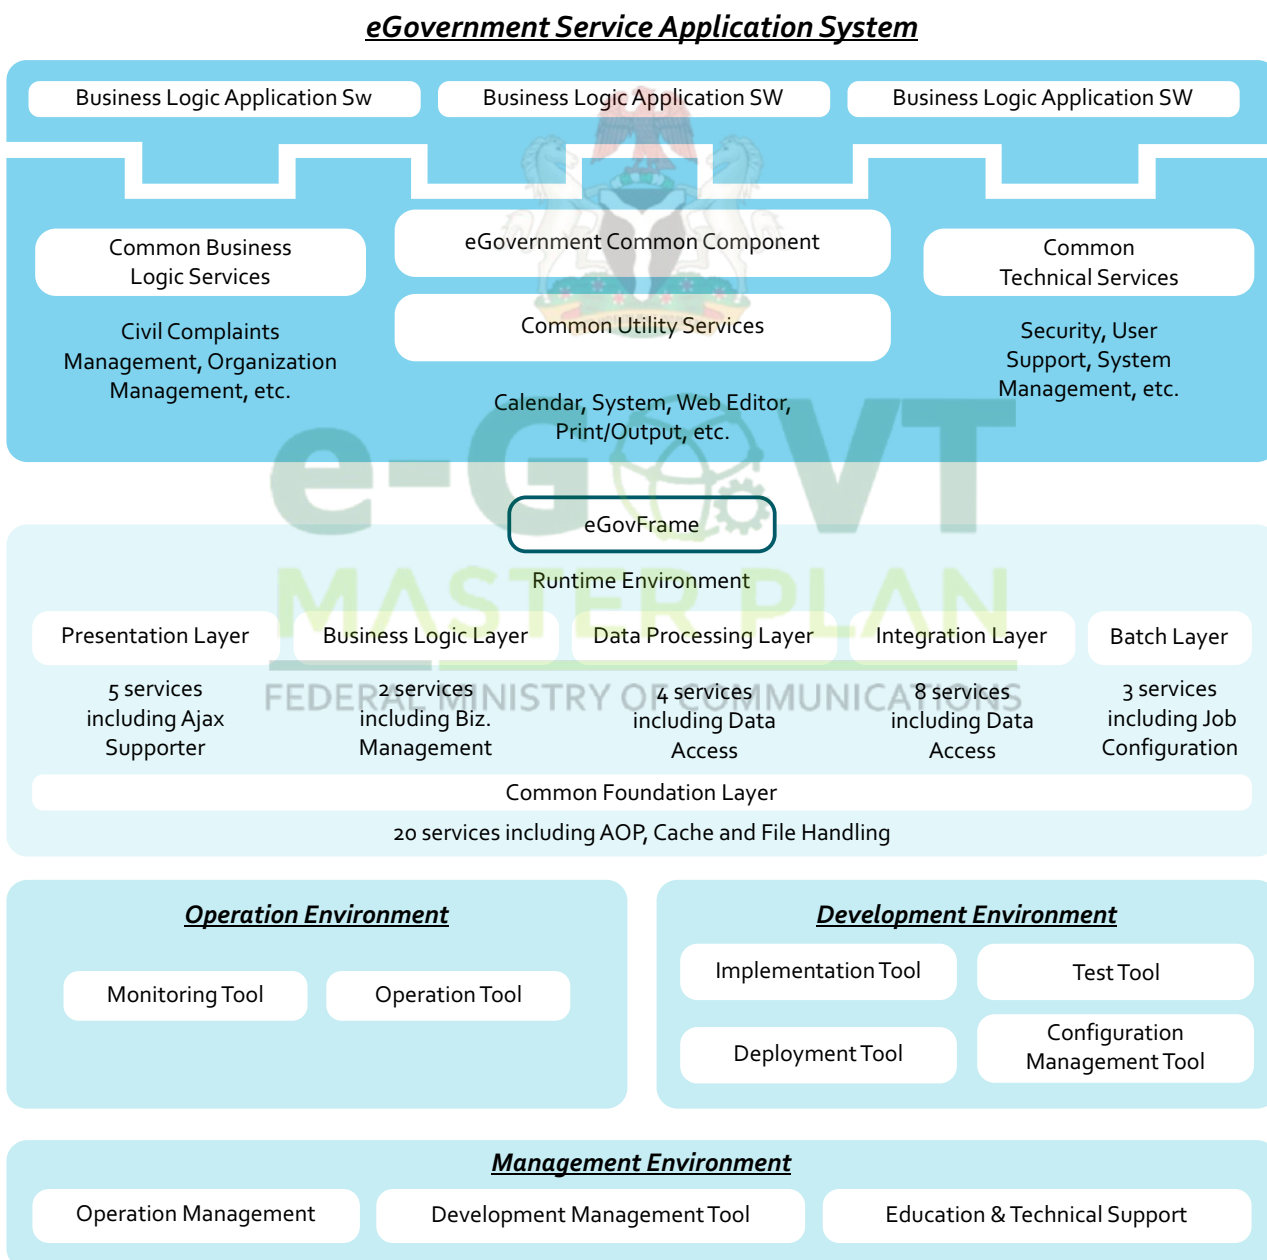 eGovernment Service Application System
Business Logic Application Sw
Business Logic Application SW
Business Logic Application SW
Common Business
Logic Services
Civil Complaints
Management, Organization
Management, etc.
eGovernment Common Component
Common Utility Services
Calendar, System, Web Editor,
Print/Output, etc.
Common
Technical Services
Security, User
Support, System
Management, etc.
e-GOVT
MASTER PLAN
FEDERAL MINISTRY OF COMMUNICATIONS
eGovFrame
Runtime Environment
Presentation Layer
5 services
including Ajax
Supporter
Business Logic Layer
2 services
including Biz.
Management
Data Processing Layer
4 services
including Data
Access
Integration Layer
8 services
including Data
Access
Batch Layer
3 services
including Job
Configuration
Common Foundation Layer
20 services including AOP, Cache and File Handling
Operation Environment
Monitoring Tool
Operation Tool
Development Environment
Implementation Tool
Test Tool
Deployment Tool
Configuration
Management Tool
Management Environment
Operation Management
Development Management Tool
Education & Technical Support